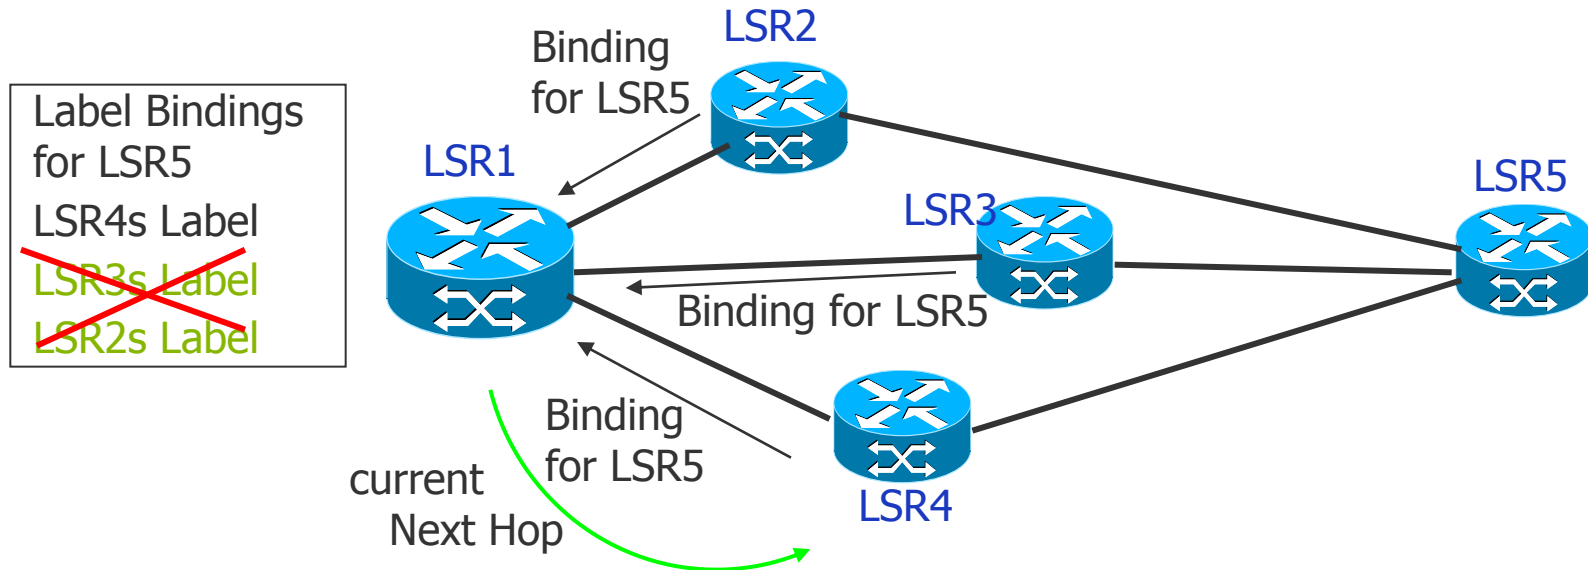 Label Bindings
for LSR5
LSR4s Label
LSR3s Label
LSR2s Label
LSR2
Binding
for LSR5
LSR1
LSR3
Binding for LSR5
LSR5
Binding
for LSR5
LSR4
current
Next Hop